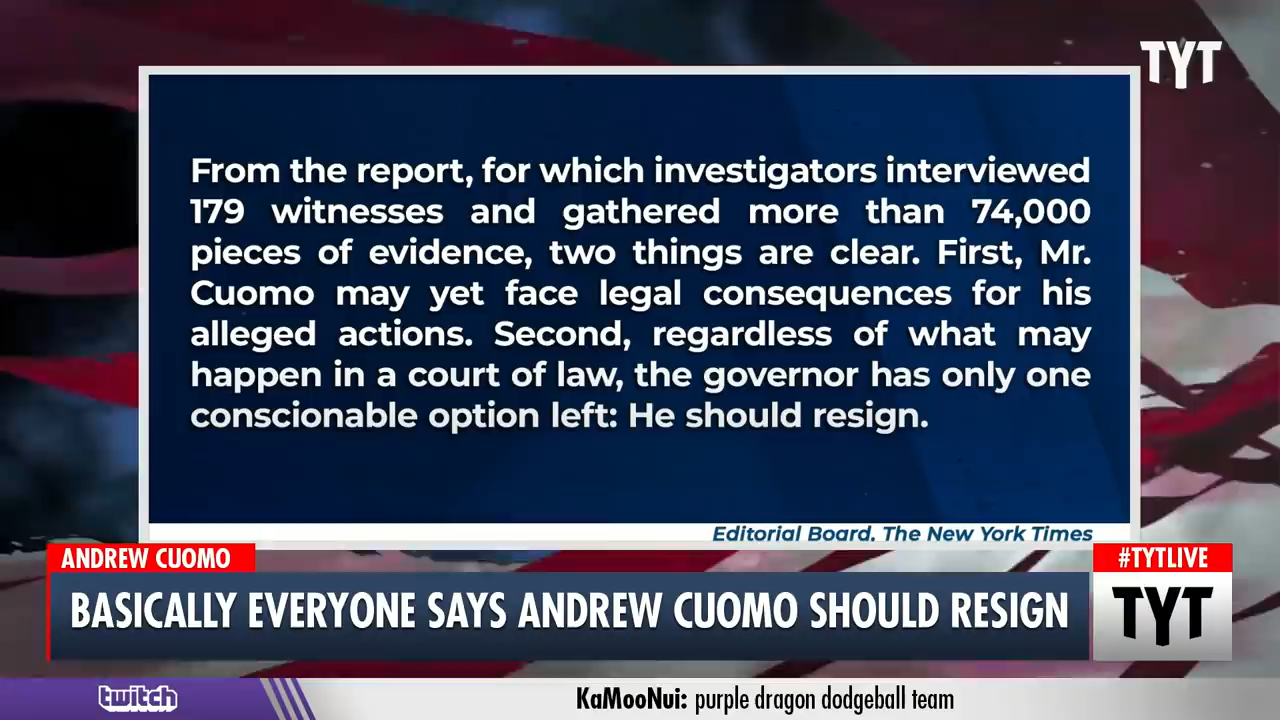 TYT
From the report, for which investigators interviewed
179 witnesses and gathered more than 74,000
pieces of evidence, two things are clear. First, Mr.
Cuomo may yet face legal consequences for his
alleged actions. Second, regardless of what may
happen in a court of law, the governor has only one
conscionable option left: He should resign.
Editorial Board, The New York Times
ANDREW CUOMO
#TYTLIVE
BASICALLY EVERYONE SAYS ANDREW CUOMO SHOULD RESIGN
TYT
twitch
KaMooNui: purple dragon dodgeball team